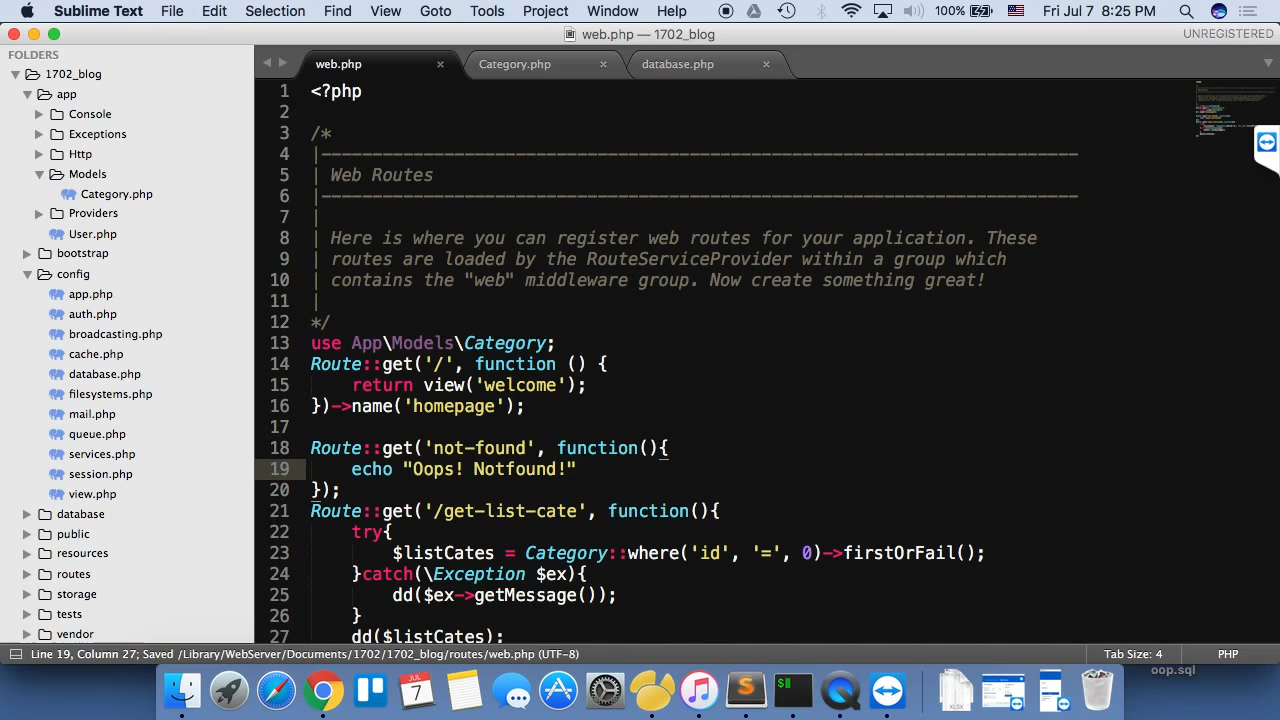 Sublime Text File Edit Selection Find View Goto Tools Project Window Help 100% Fri Jul 7 8:25 PM
web.php — 1702_blog
UNREGISTERED
FOLDERS
1702_blog
app
Console
Exceptions
Http
Models
Category.php
Providers
User.php
bootstrap
config
app.php
auth.php
broadcasting.php
cache.php
database.php
filesystems.php
mail.php
queue.php
services.php
session.php
view.php
database
public
resources
routes
storage
tests
vendor
web.php × Category.php × database.php ×
1 <?php
2
3 /*
4 |--------------------------------------------------------------------------
5 | Web Routes
6 |--------------------------------------------------------------------------
7 |
8 | Here is where you can register web routes for your application. These
9 | routes are loaded by the RouteServiceProvider within a group which
10 | contains the "web" middleware group. Now create something great!
11 |
12 */
13 use App\Models\Category;
14 Route::get('/', function () {
15     return view('welcome');
16 })->name('homepage');
17
18 Route::get('not-found', function(){
19     echo "Oops! Notfound!"
20 });
21 Route::get('/get-list-cate', function(){
22     try{
23         $listCates = Category::where('id', '=', 0)->firstOrFail();
24     }catch(\Exception $ex){
25         dd($ex->getMessage());
26     }
27     dd($listCates);
Line 19, Column 27; Saved /Library/WebServer/Documents/1702/1702_blog/routes/web.php (UTF-8) Tab Size: 4 PHP
oop.sql
JUL
7
XLSX